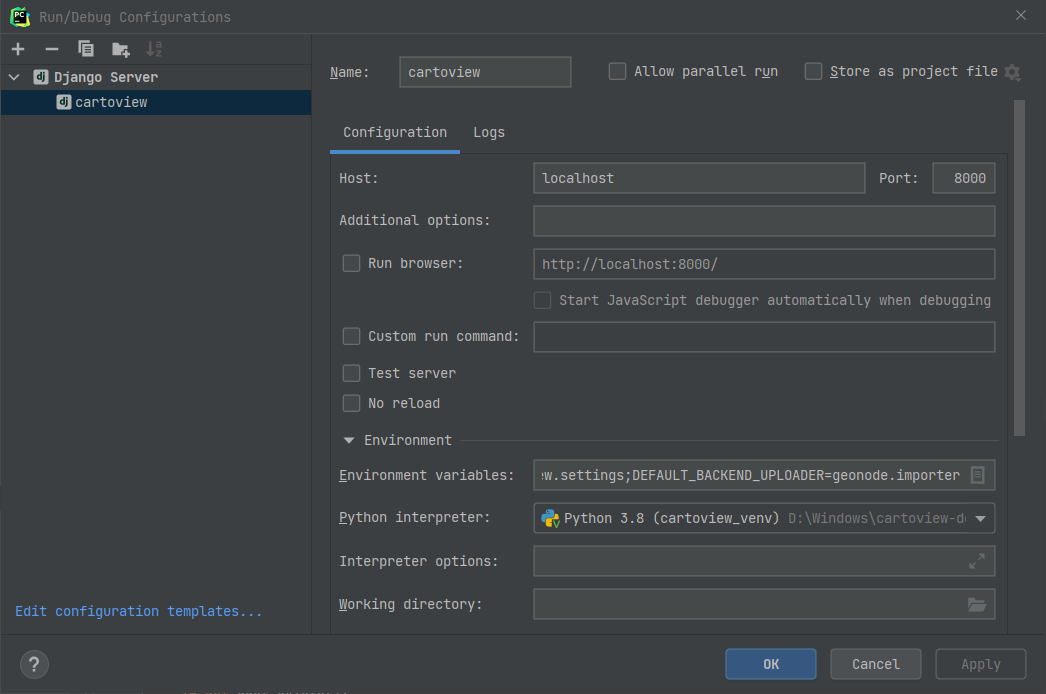 Run/Debug Configurations
Django Server
cartoview
Edit configuration templates...
Name: cartoview Allow parallel run Store as project file
Configuration Logs
Host: localhost Port: 8000
Additional options:
Run browser: http://localhost:8000/
Start JavaScript debugger automatically when debugging
Custom run command:
Test server
No reload
Environment
Environment variables: w.settings;DEFAULT_BACKEND_UPLOADER=geonode.importer
Python interpreter: Python 3.8 (cartoview_venv) D:\Windows\cartoview-d
Interpreter options:
Working directory:
? OK Cancel Apply